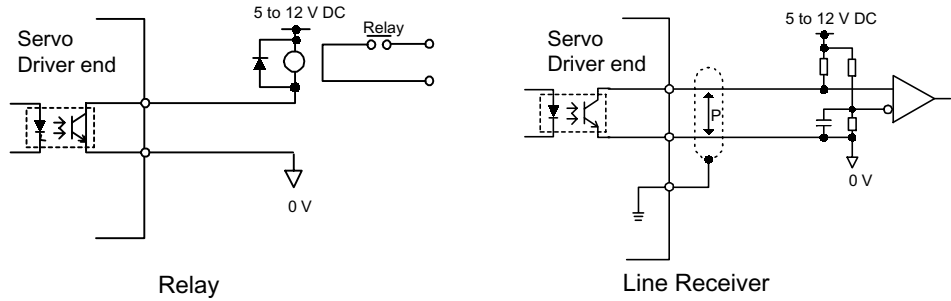 5 to 12 V DC
Relay
Servo
Driver end
0 V
Relay
5 to 12 V DC
Servo
Driver end
P
0 V
Line Receiver